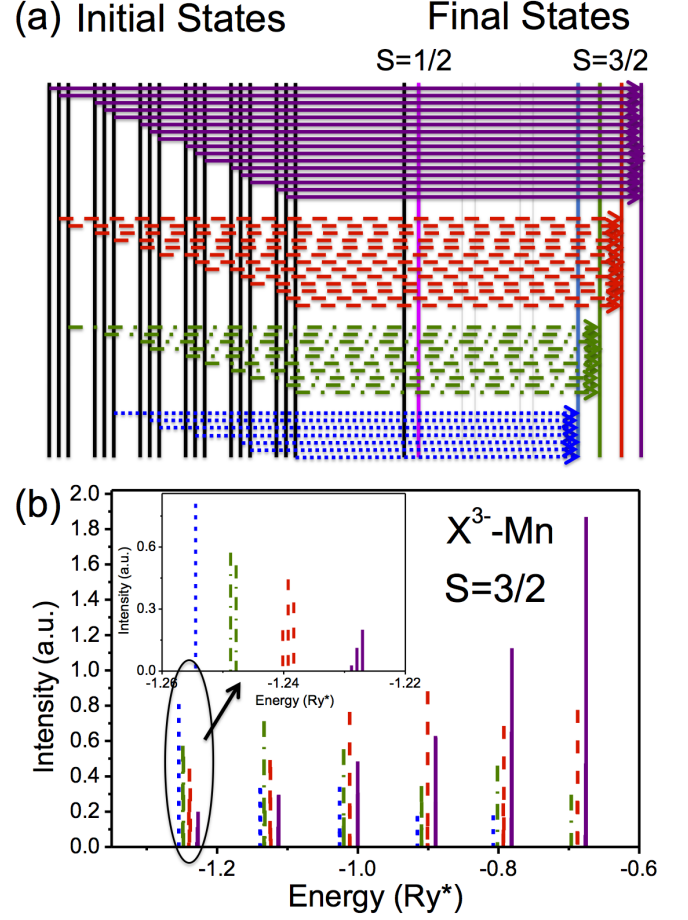 (a) Initial States Final States
S=1/2 S=3/2
(b)
2.0
1.8
1.6
1.4
1.2
1.0
0.8
0.6
0.4
0.2
0.0
Intensity (a.u.)
0.6
0.3
0.0
Intensity (a.u.)
-1.26 -1.24 -1.22
Energy (Ry*)
X3--Mn
S=3/2
-1.2 -1.0 -0.8 -0.6
Energy (Ry*)